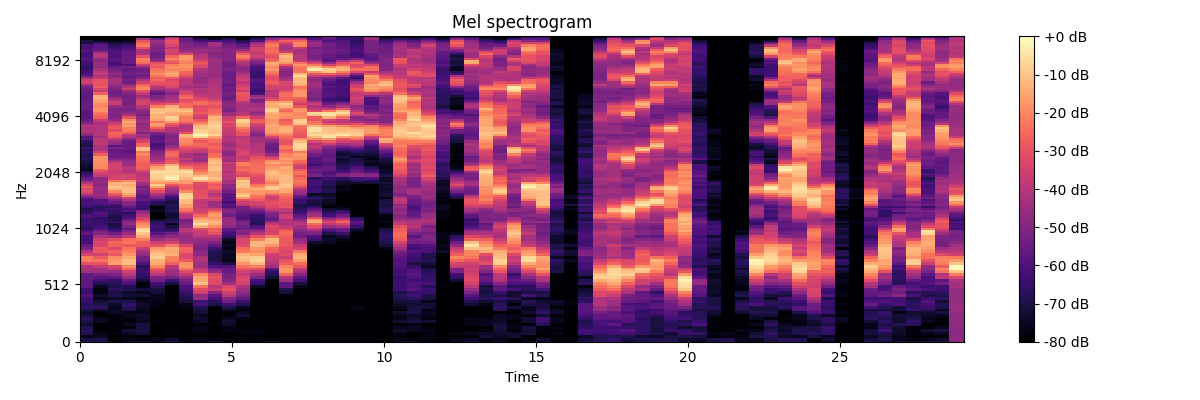 Mel spectrogram
+0 dB
8192
-10 dB
4096
-20 dB
-30 dB
2048
Hz
-40 dB
1024
-50 dB
-60 dB
512
-70 dB
0
-80 dB
0 5 10 15 20 25
Time